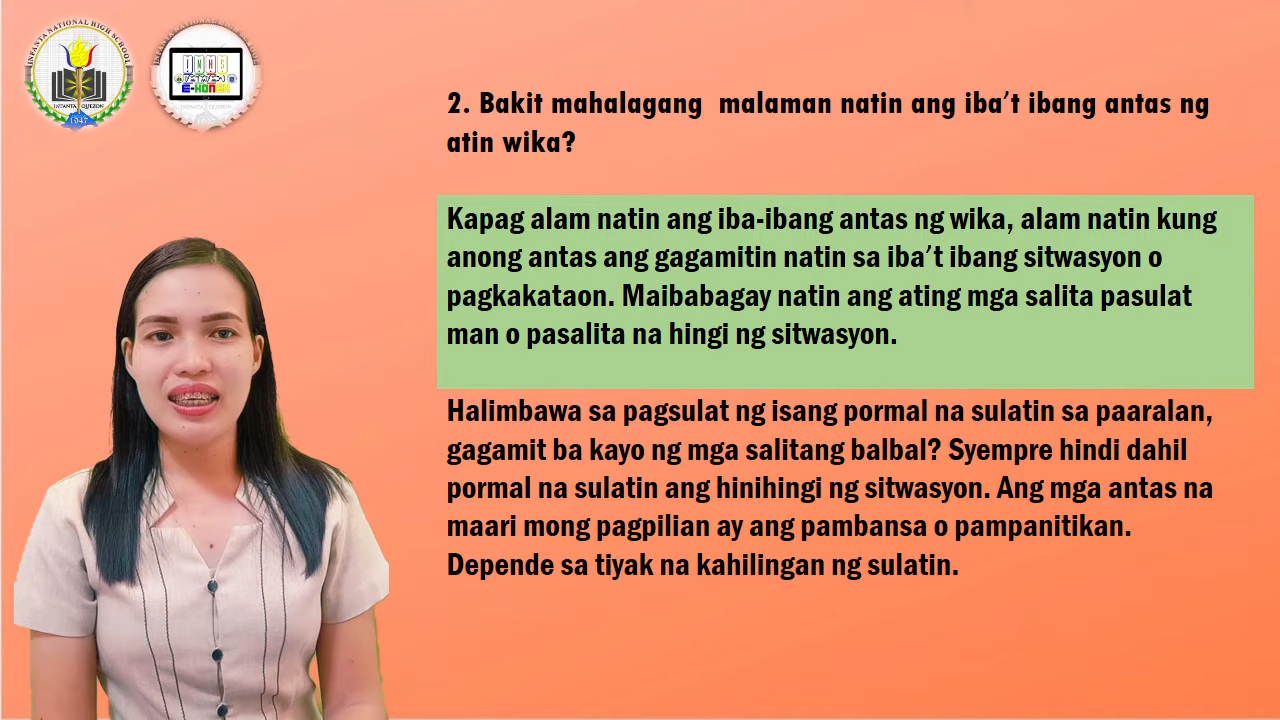 INFANTA NATIONAL HIGH SCHOOL
INFANTA QUEZON
1947
INHS
E-KONEK
2. Bakit mahalagang  malaman natin ang iba't ibang antas ng
atin wika?
Kapag alam natin ang iba-ibang antas ng wika, alam natin kung
anong antas ang gagamitin natin sa iba't ibang sitwasyon o
pagkakataon. Maibabagay natin ang ating mga salita pasulat
man o pasalita na hingi ng sitwasyon.
Halimbawa sa pagsulat ng isang pormal na sulatin sa paaralan,
gagamit ba kayo ng mga salitang balbal? Syempre hindi dahil
pormal na sulatin ang hinihingi ng sitwasyon. Ang mga antas na
maari mong pagpilian ay ang pambansa o pampanitikan.
Depende sa tiyak na kahilingan ng sulatin.